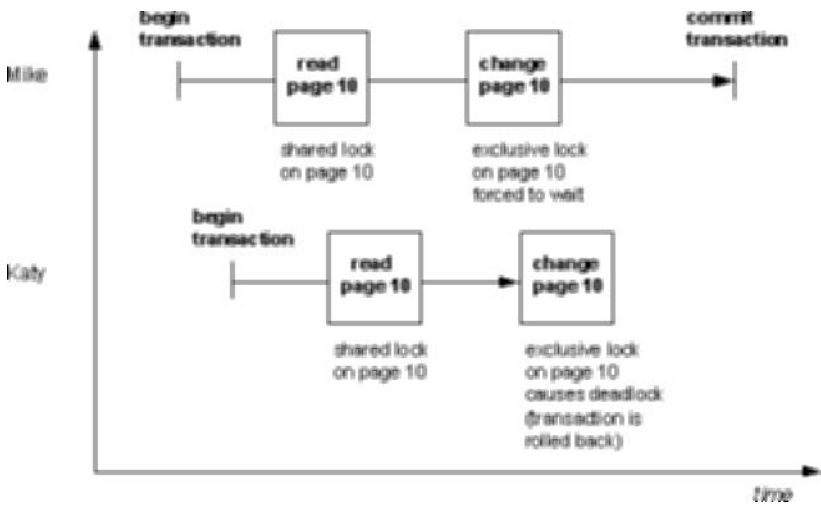 begin
transaction
commit
transaction
Mike
read
page 10
change
page 10
shared lock
on page 10
exclusive lock
on page 10
forced to wait
begin
transaction
Katy
read
page 10
change
page 10
shared lock
on page 10
exclusive lock
on page 10
causes deadlock
(transaction is
rolled back)
time